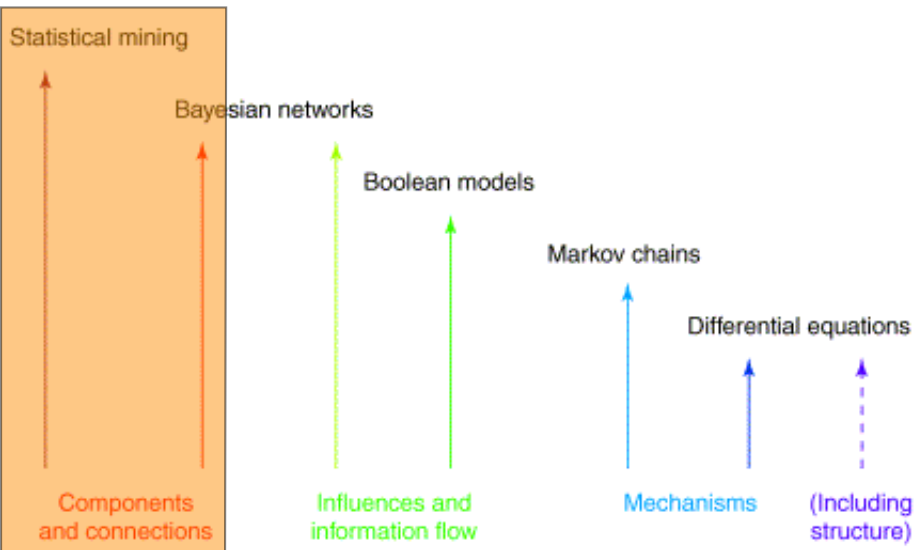 Statistical mining
Bayesian networks
Boolean models
Markov chains
Differential equations
Components
and connections
Influences and
information flow
Mechanisms
(Including
structure)